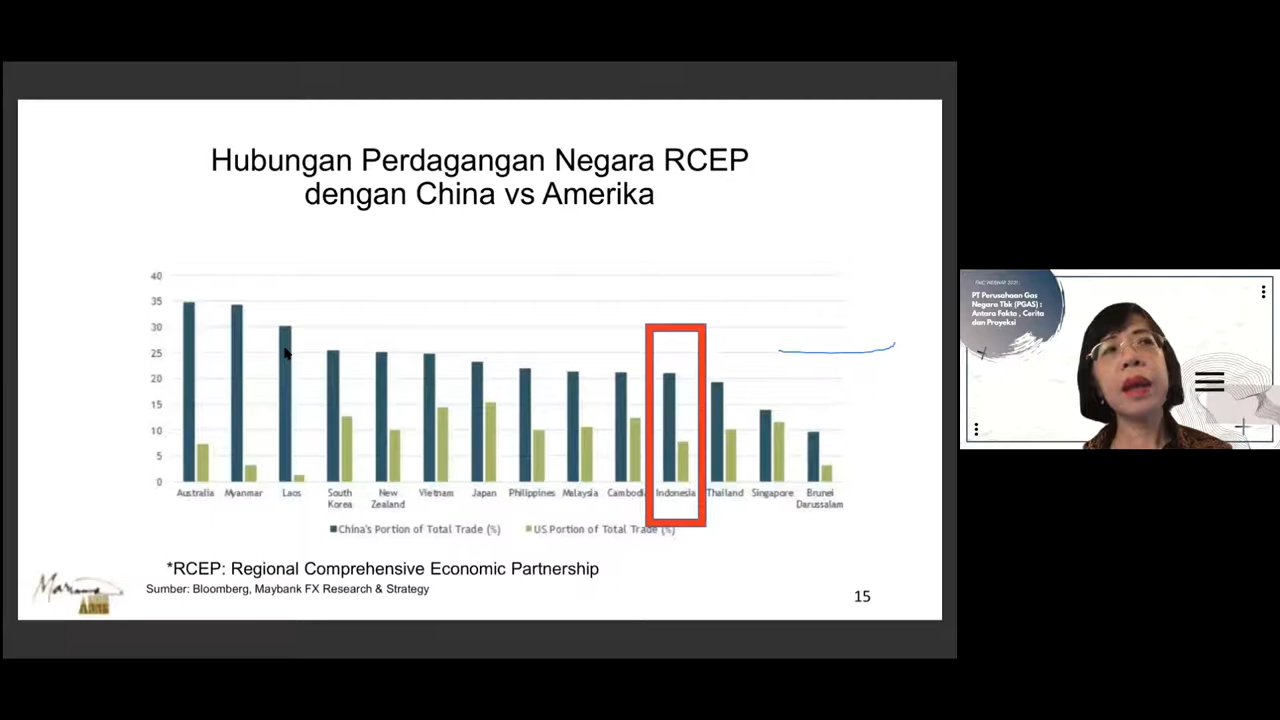 Hubungan Perdagangan Negara RCEP
dengan China vs Amerika
40
35
30
25
20
15
10
5
0
Australia Myanmar Laos South Korea New Zealand Vietnam Japan Philippines Malaysia Cambodi Indonesia Thailand Singapore Brunei Darussalam
China's Portion of Total Trade (%) US Portion of Total Trade (%)
*RCEP: Regional Comprehensive Economic Partnership
Sumber: Bloomberg, Maybank FX Research & Strategy
15
WEBINAR 2021
PT Perusahaan Gas
Negara Tbk (PGAS) :
Antara Fakta , Cerita
dan Proyeksi